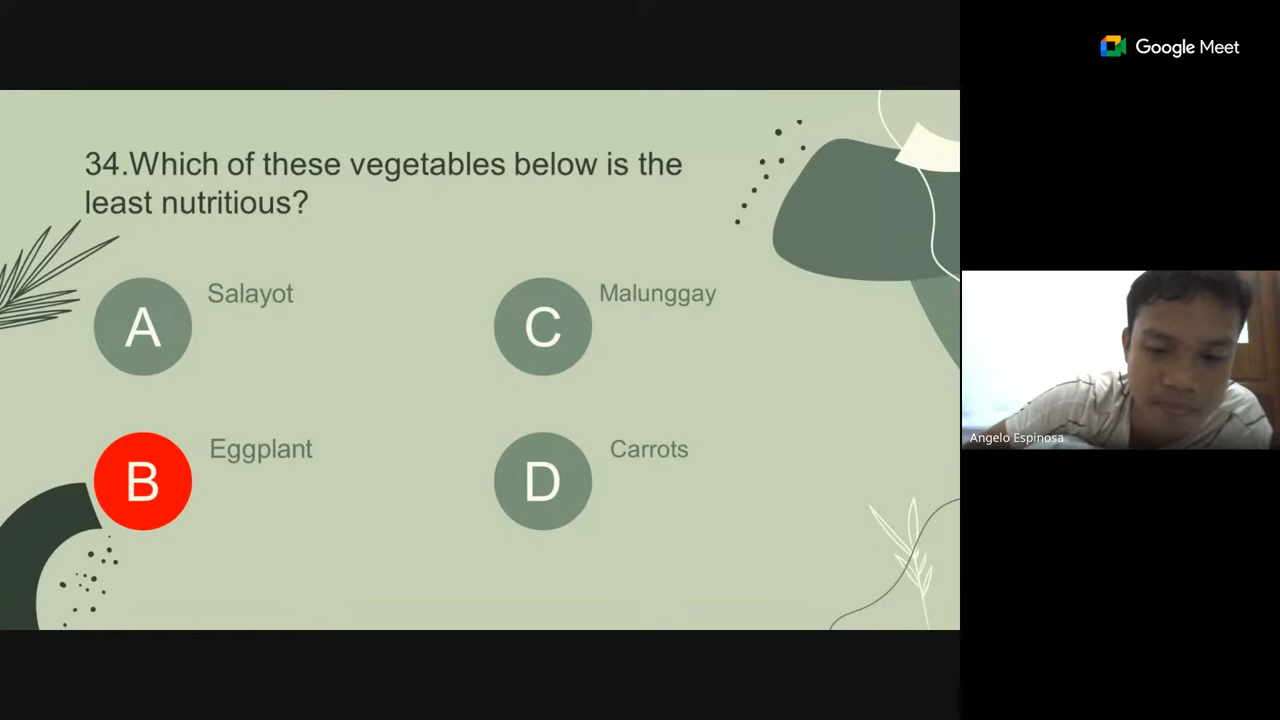 Google Meet
34.Which of these vegetables below is the
least nutritious?
A Salayot
B Eggplant
C Malunggay
D Carrots
Angelo Espinosa